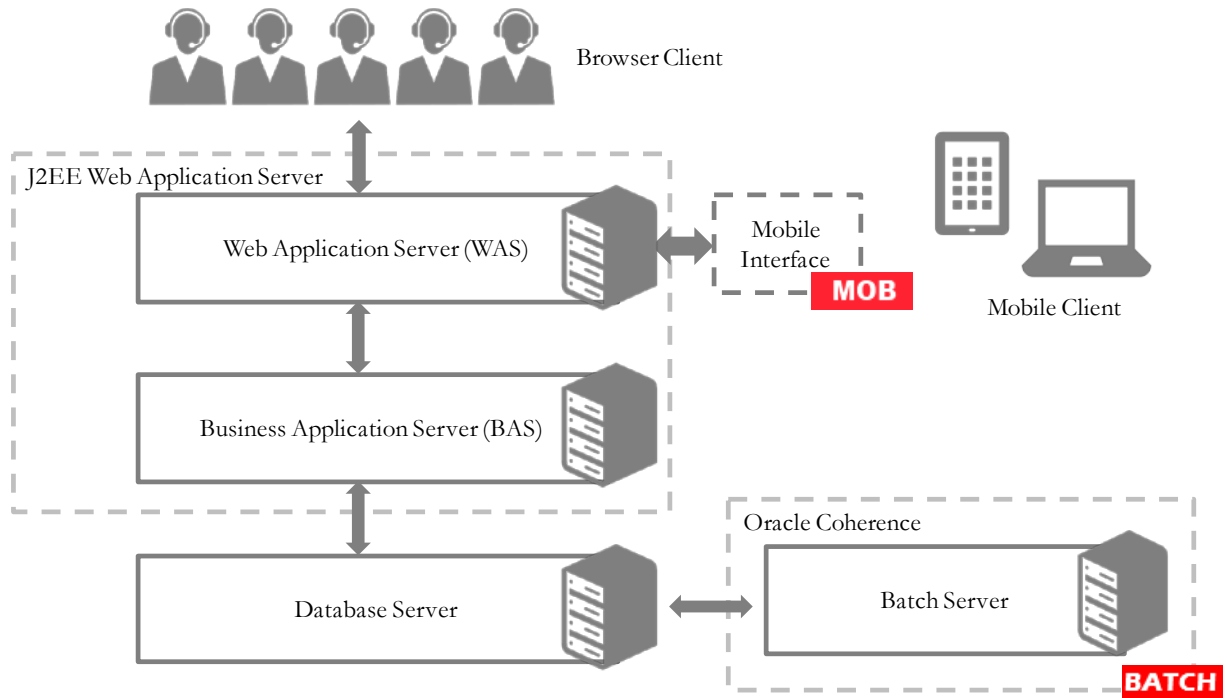 Browser Client
J2EE Web Application Server
Web Application Server (WAS)
Mobile
Interface
MOB
Mobile Client
Business Application Server (BAS)
Oracle Coherence
Database Server
Batch Server
BATCH